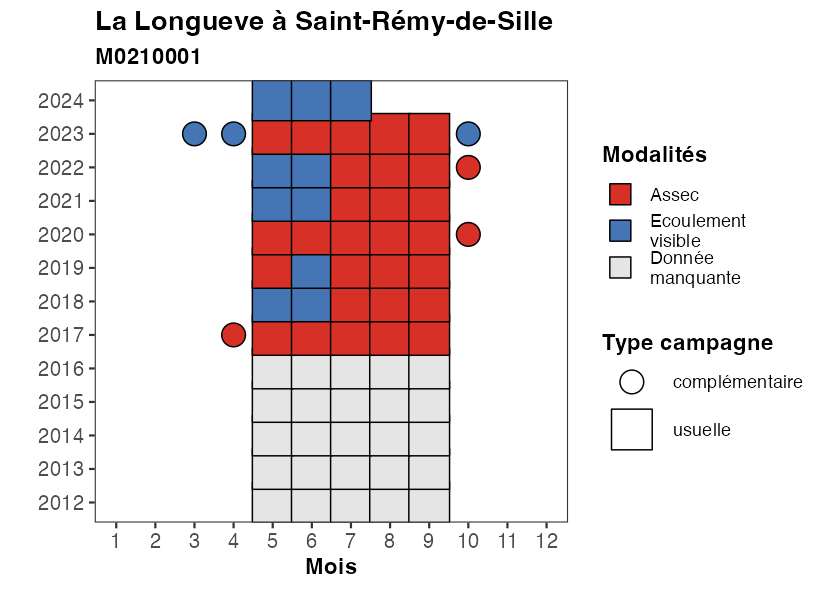 La Longueve à Saint-Rémy-de-Sille
M0210001
2024
2023
2022
2021
2020
2019
2018
2017
2016
2015
2014
2013
2012
1 2 3 4 5 6 7 8 9 10 11 12
Mois
Modalités
Assec
Ecoulement
visible
Donnée
manquante
Type campagne
complémentaire
usuelle